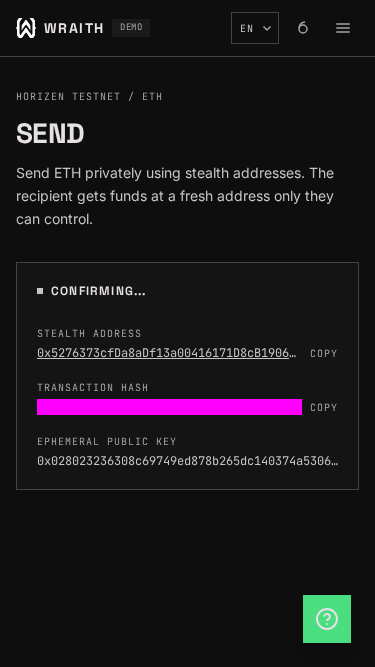 WRAITH DEMO EN
HORIZEN TESTNET / ETH
SEND
Send ETH privately using stealth addresses. The
recipient gets funds at a fresh address only they
can control.
CONFIRMING...
STEALTH ADDRESS
0x5276373cfDa8aDf13a00416171D8cB1906… COPY
TRANSACTION HASH
COPY
EPHEMERAL PUBLIC KEY
0x028023236308c69749ed878b265dc140374a5306…